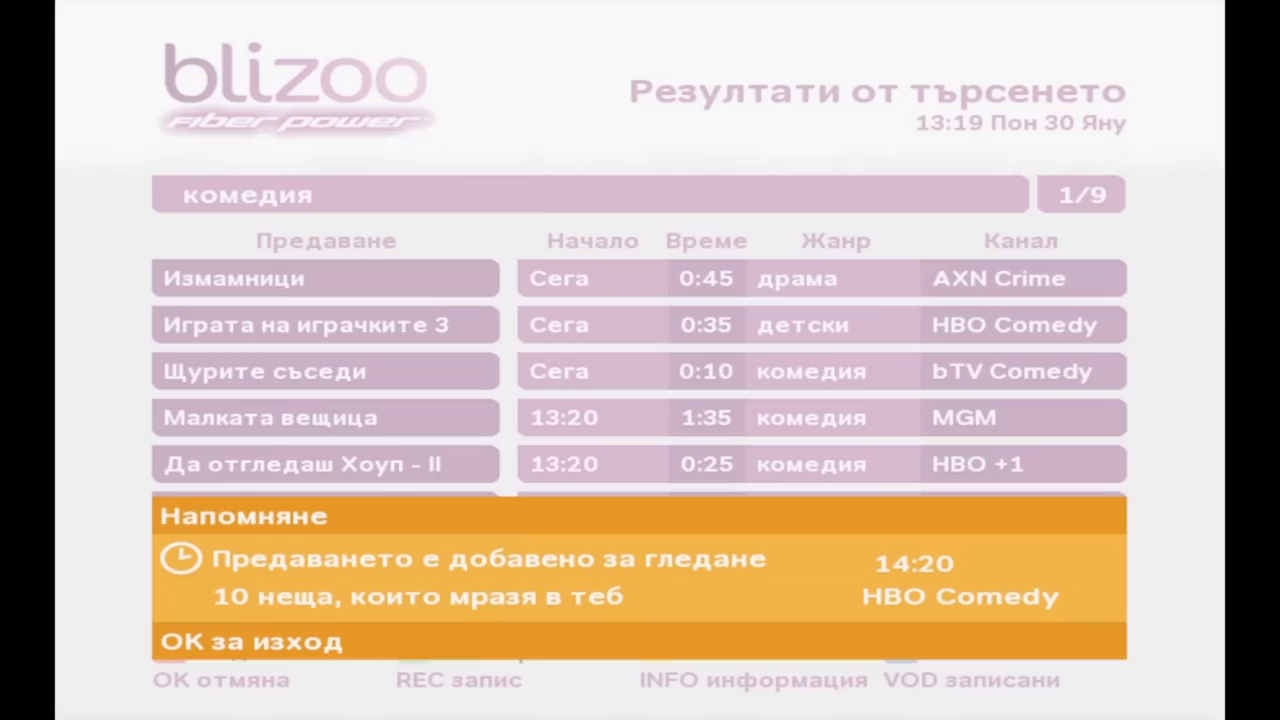 blizoo
Fiber power
Резултати от търсенето
13:19 Пон 30 Яну
комедия 1/9
Предаване Начало Време Жанр Канал
Измамници Сега 0:45 драма AXN Crime
Играта на играчките 3 Сега 0:35 детски HBO Comedy
Щурите съседи Сега 0:10 комедия bTV Comedy
Малката вещица 13:20 1:35 комедия MGM
Да отгледаш Хоуп - II 13:20 0:25 комедия HBO +1
Напомняне
Предаването е добавено за гледане 14:20
10 неща, които мразя в теб HBO Comedy
ОК за изход
ОК отмяна REC запис INFO информация VOD записани